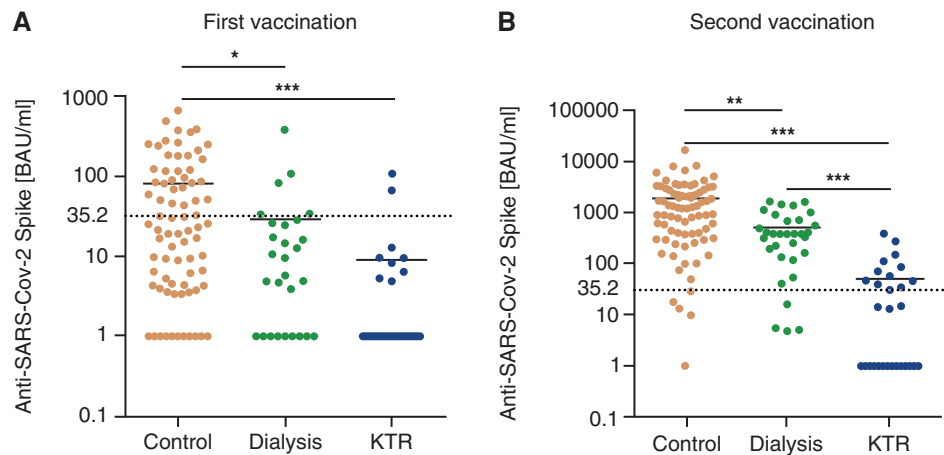 A
First vaccination
*
***
Anti-SARS-Cov-2 Spike [BAU/ml]
1000
100
35.2
10
1
0.1
Control Dialysis KTR
B
Second vaccination
**
***
***
Anti-SARS-Cov-2 Spike [BAU/ml]
100000
10000
1000
100
35.2
10
1
0.1
Control Dialysis KTR